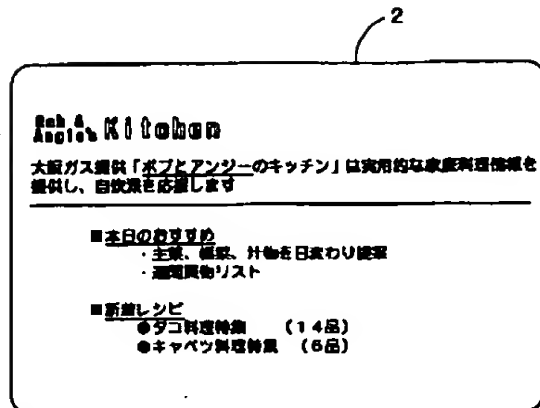 2
Bob &
Angie's Kitchen
大阪ガス提供「ボブとアンジーのキッチン」は実用的な家庭料理情報を
提供し、自炊派を応援します
■本日のおすすめ
・主菜、副菜、汁物を日変わり提案
・週間買物リスト
■新着レシピ
●タコ料理特集 (14品)
●キャベツ料理特集 (6品)